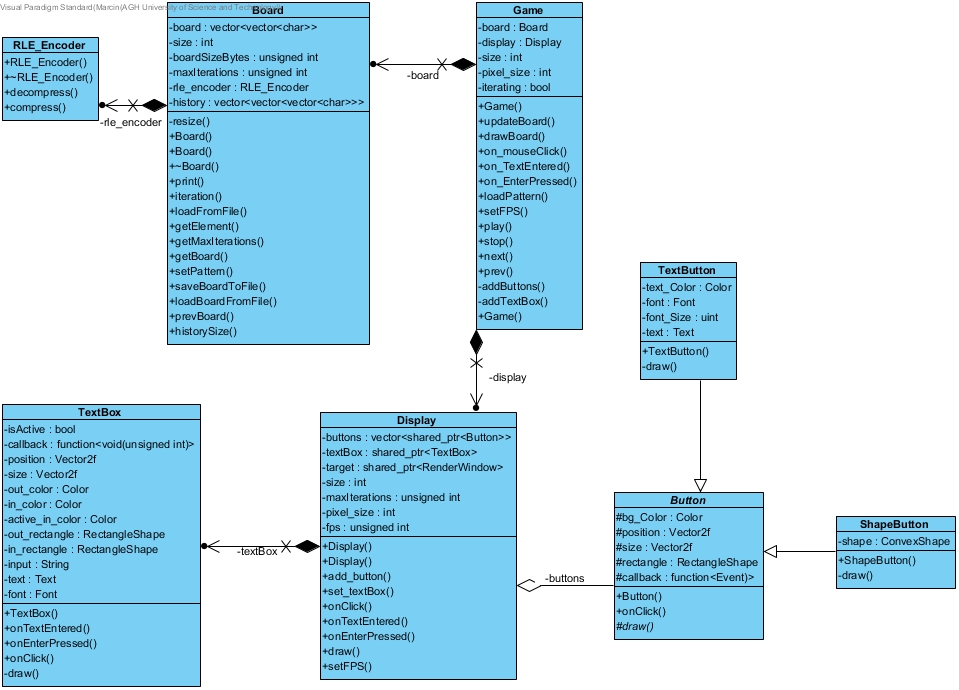 Visual Paradigm Standard(Marcin(AGH University of Science and Technology))
RLE_Encoder
+RLE_Encoder()
+~RLE_Encoder()
+decompress()
+compress()
-rle_encoder
Board
-board : vector<vector<char>>
-size : int
-boardSizeBytes : unsigned int
-maxIterations : unsigned int
-rle_encoder : RLE_Encoder
-history : vector<vector<vector<char>>>
-resize()
+Board()
+Board()
+~Board()
+print()
+iteration()
+loadFromFile()
+getElement()
+getMaxIterations()
+getBoard()
+setPattern()
+saveBoardToFile()
+loadBoardFromFile()
+prevBoard()
+historySize()
-board
Game
-board : Board
-display : Display
-size : int
-pixel_size : int
-iterating : bool
+Game()
+updateBoard()
+drawBoard()
+on_mouseClick()
+on_TextEntered()
+on_EnterPressed()
+loadPattern()
+setFPS()
+play()
+stop()
+next()
+prev()
-addButtons()
-addTextBox()
+Game()
-display
TextButton
-text_Color : Color
-font : Font
-font_Size : uint
-text : Text
+TextButton()
-draw()
TextBox
-isActive : bool
-callback : function<void(unsigned int)>
-position : Vector2f
-size : Vector2f
-out_color : Color
-in_color : Color
-active_in_color : Color
-out_rectangle : RectangleShape
-in_rectangle : RectangleShape
-input : String
-text : Text
-font : Font
+TextBox()
+onTextEntered()
+onEnterPressed()
+onClick()
-draw()
-textBox
Display
-buttons : vector<shared_ptr<Button>>
-textBox : shared_ptr<TextBox>
-target : shared_ptr<RenderWindow>
-size : int
-maxIterations : unsigned int
-pixel_size : int
-fps : unsigned int
+Display()
+Display()
+add_button()
+set_textBox()
+onClick()
+onTextEntered()
+onEnterPressed()
+draw()
+setFPS()
-buttons
Button
#bg_Color : Color
#position : Vector2f
#size : Vector2f
#rectangle : RectangleShape
#callback : function<Event)>
+Button()
+onClick()
#draw()
ShapeButton
-shape : ConvexShape
+ShapeButton()
-draw()